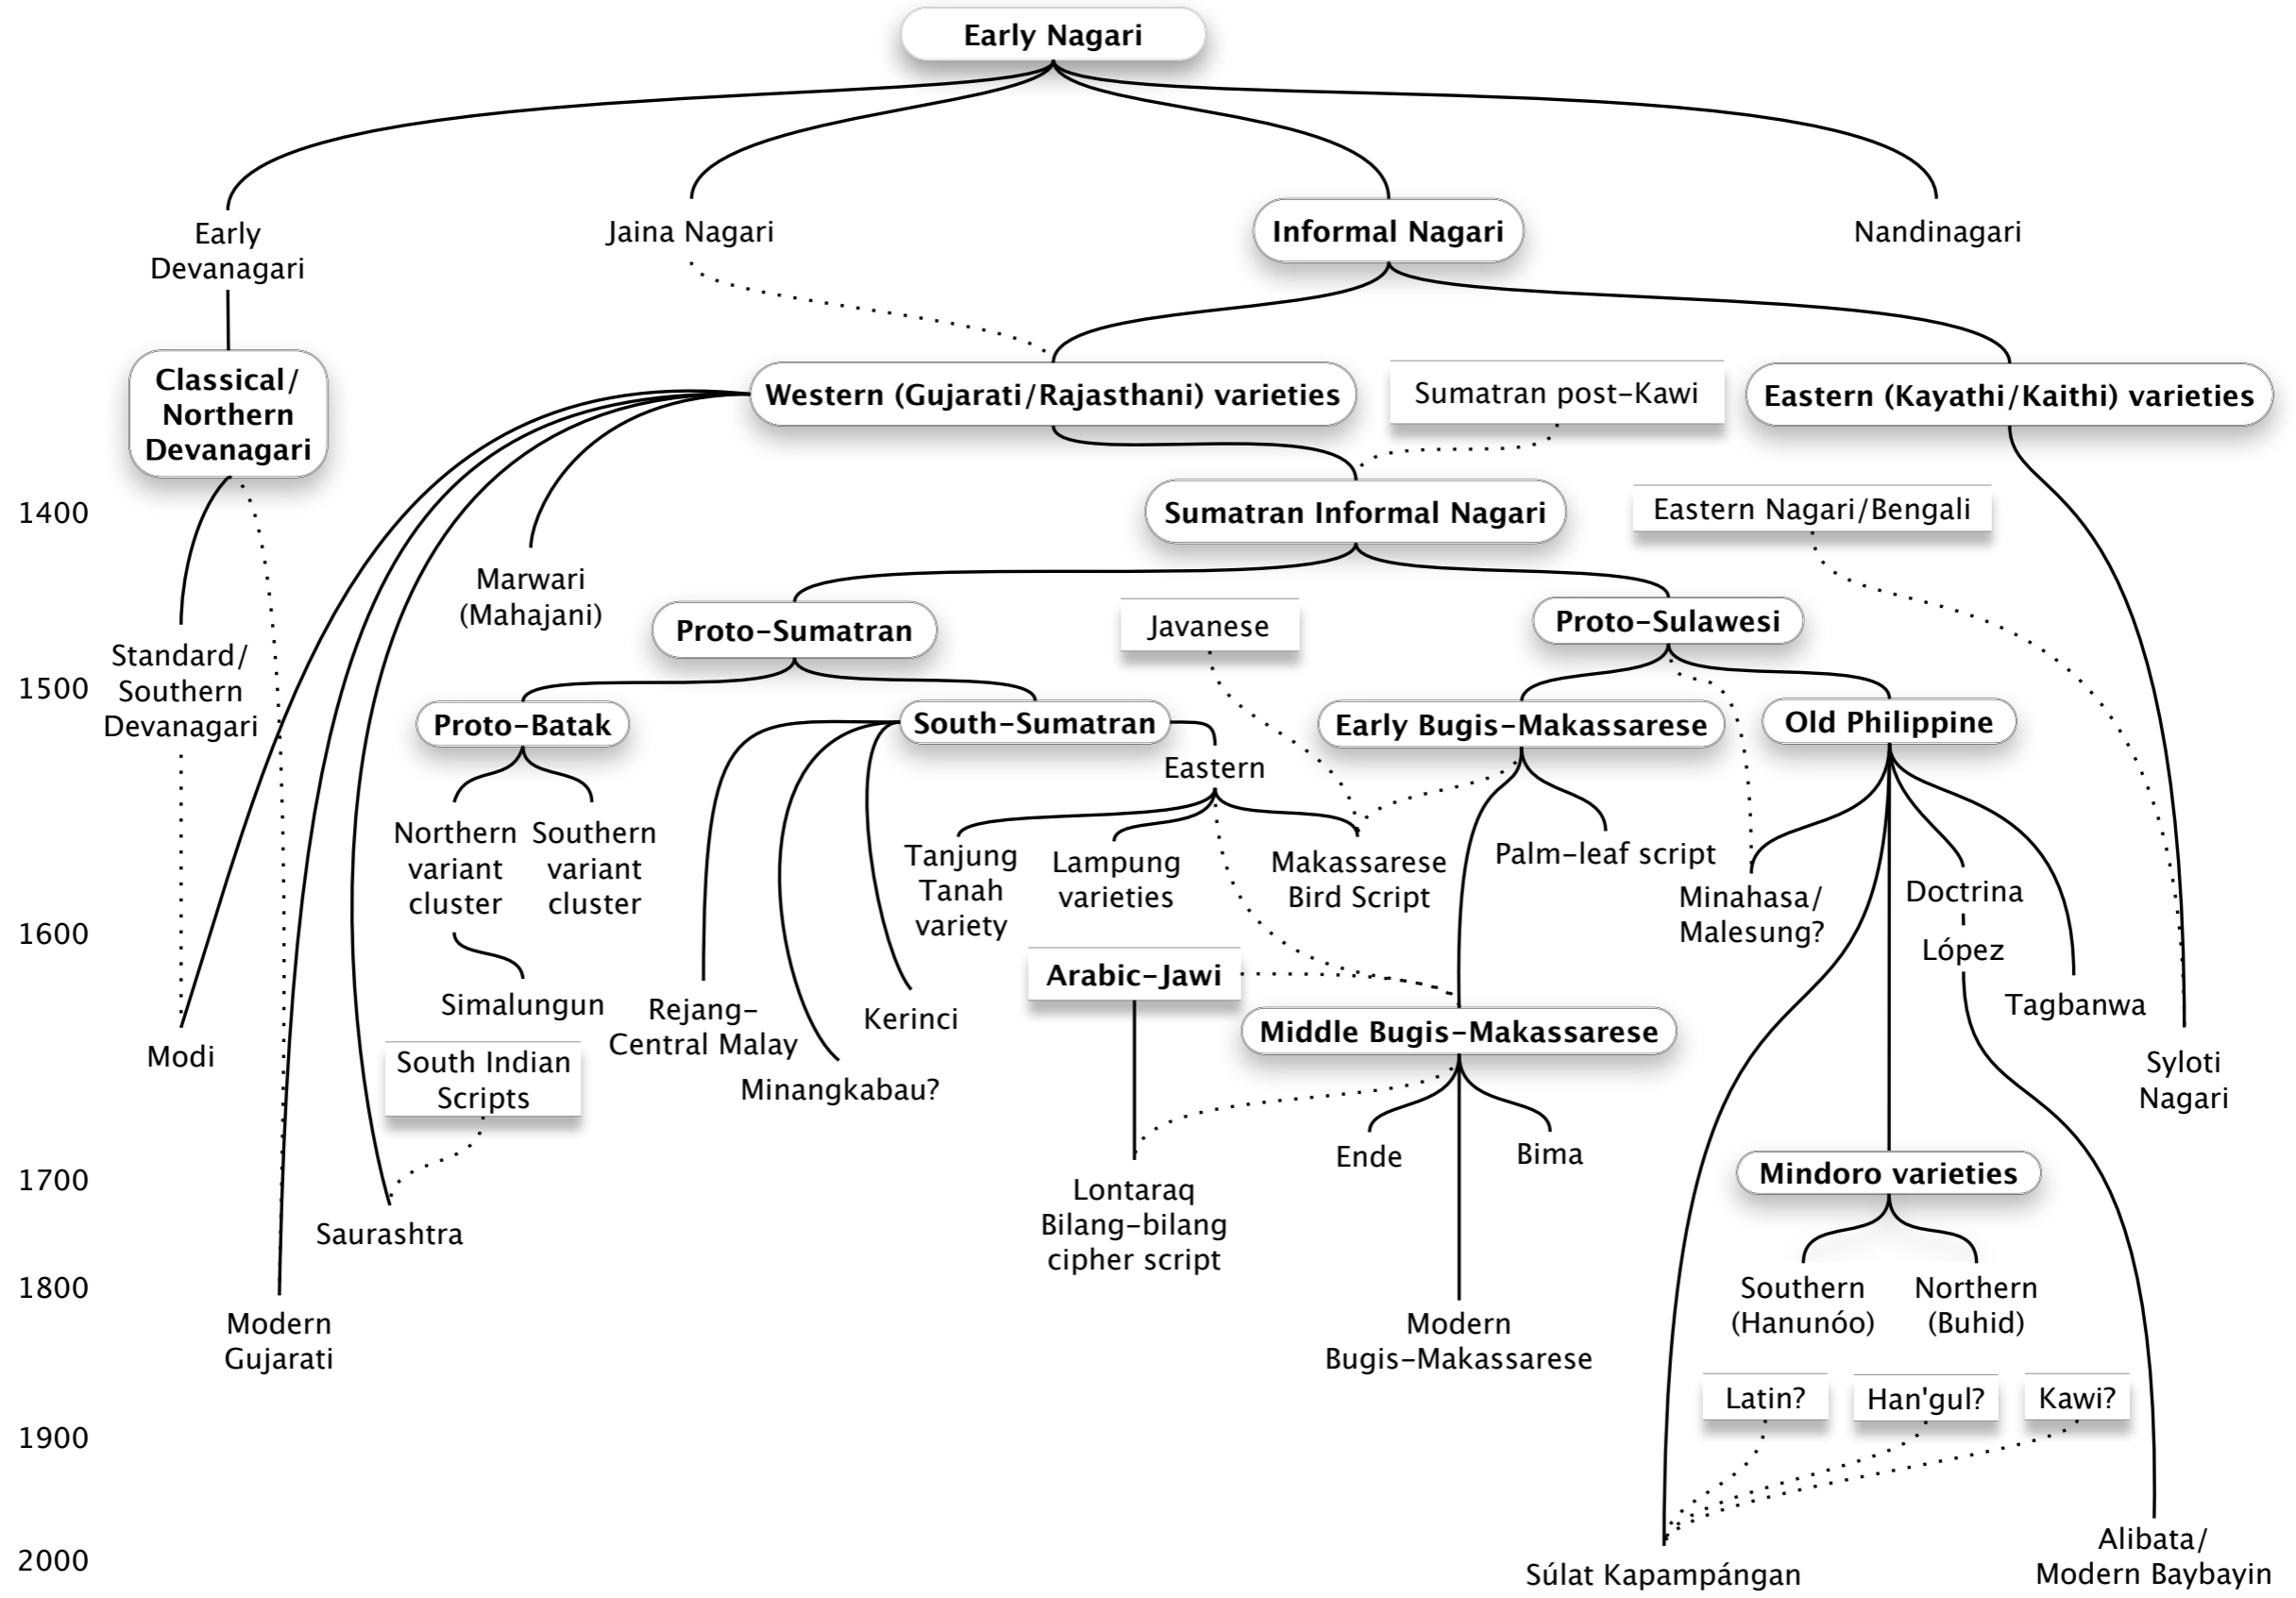 Early Nagari
Early
Devanagari
Jaina Nagari
Informal Nagari
Nandinagari
Classical/
Northern
Devanagari
Western (Gujarati/Rajasthani) varieties
Sumatran post-Kawi
Eastern (Kayathi/Kaithi) varieties
1400
Sumatran Informal Nagari
Eastern Nagari/Bengali
Marwari
(Mahajani)
Proto-Sumatran
Javanese
Proto-Sulawesi
Standard/
Southern
Devanagari
1500
Proto-Batak
South-Sumatran
Early Bugis-Makassarese
Old Philippine
Eastern
Northern
variant
cluster
Southern
variant
cluster
Tanjung
Tanah
variety
Lampung
varieties
Makassarese
Bird Script
Palm-leaf script
Minahasa/
Malesung?
Doctrina
López
1600
Arabic-Jawi
Simalungun
Rejang-
Central Malay
Kerinci
Tagbanwa
Modi
South Indian
Scripts
Minangkabau?
Middle Bugis-Makassarese
Syloti
Nagari
Ende
Bima
1700
Mindoro varieties
Lontaraq
Bilang-bilang
cipher script
Saurashtra
1800
Southern
(Hanunóo)
Northern
(Buhid)
Modern
Gujarati
Modern
Bugis-Makassarese
Latin?
Han'gul?
Kawi?
1900
2000
Súlat Kapampángan
Alibata/
Modern Baybayin